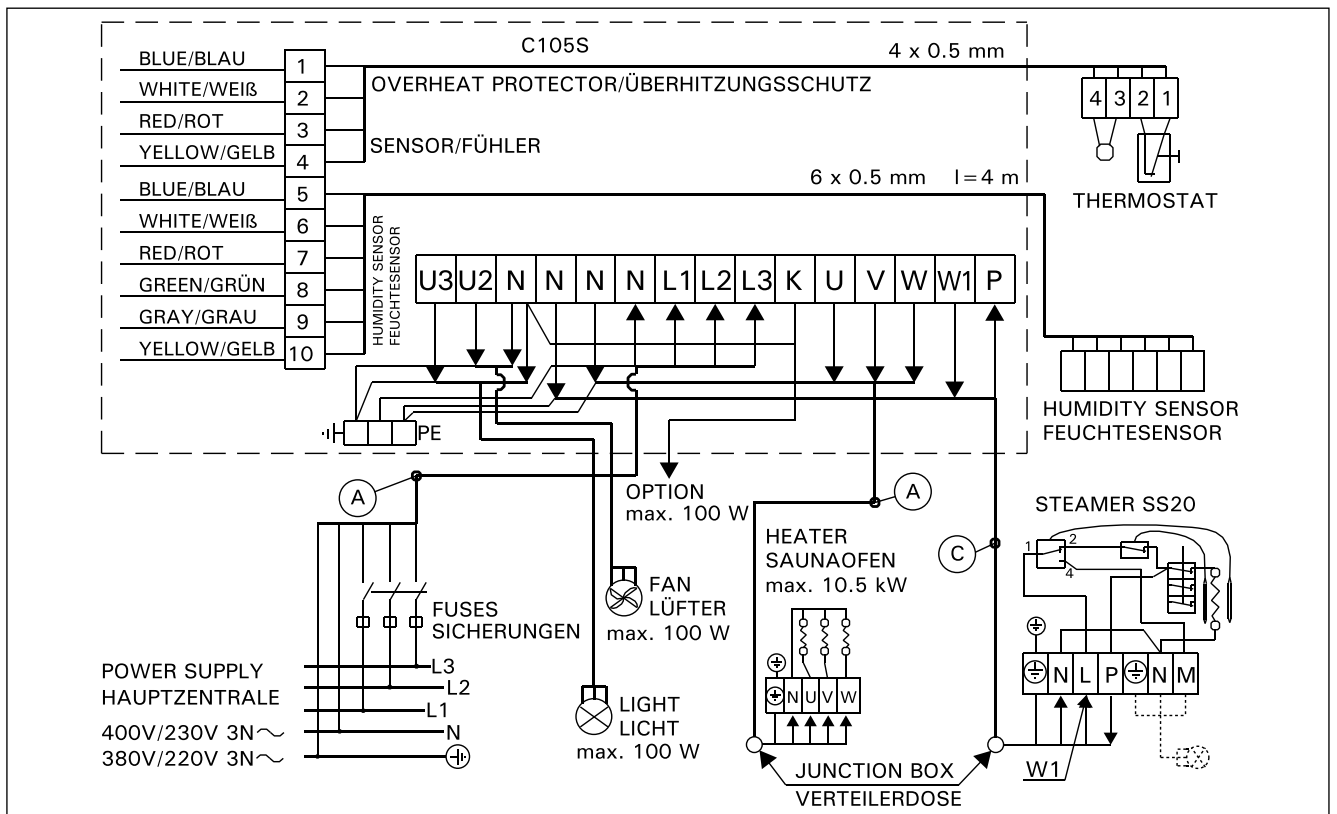 C105S
4 x 0.5 mm
BLUE/BLAU 1
WHITE/WEIß 2
RED/ROT 3
YELLOW/GELB 4
BLUE/BLAU 5
WHITE/WEIß 6
RED/ROT 7
GREEN/GRÜN 8
GRAY/GRAU 9
YELLOW/GELB 10
OVERHEAT PROTECTOR/ÜBERHITZUNGSSCHUTZ
SENSOR/FÜHLER
4 3 2 1
THERMOSTAT
6 x 0.5 mm l=4 m
HUMIDITY SENSOR
FEUCHTESENSOR
U3 U2 N N N N L1 L2 L3 K U V W W1 P
HUMIDITY SENSOR
FEUCHTESENSOR
PE
A
OPTION
max. 100 W
A
C
FUSES
SICHERUNGEN
FAN
LÜFTER
max. 100 W
LIGHT
LICHT
max. 100 W
POWER SUPPLY
HAUPTZENTRALE
400V/230V 3N~
380V/220V 3N~
L3
L2
L1
N
HEATER
SAUNAOFEN
max. 10.5 kW
N U V W
STEAMER SS20
1 2
4
N L P N M
W1
JUNCTION BOX
VERTEILERDOSE